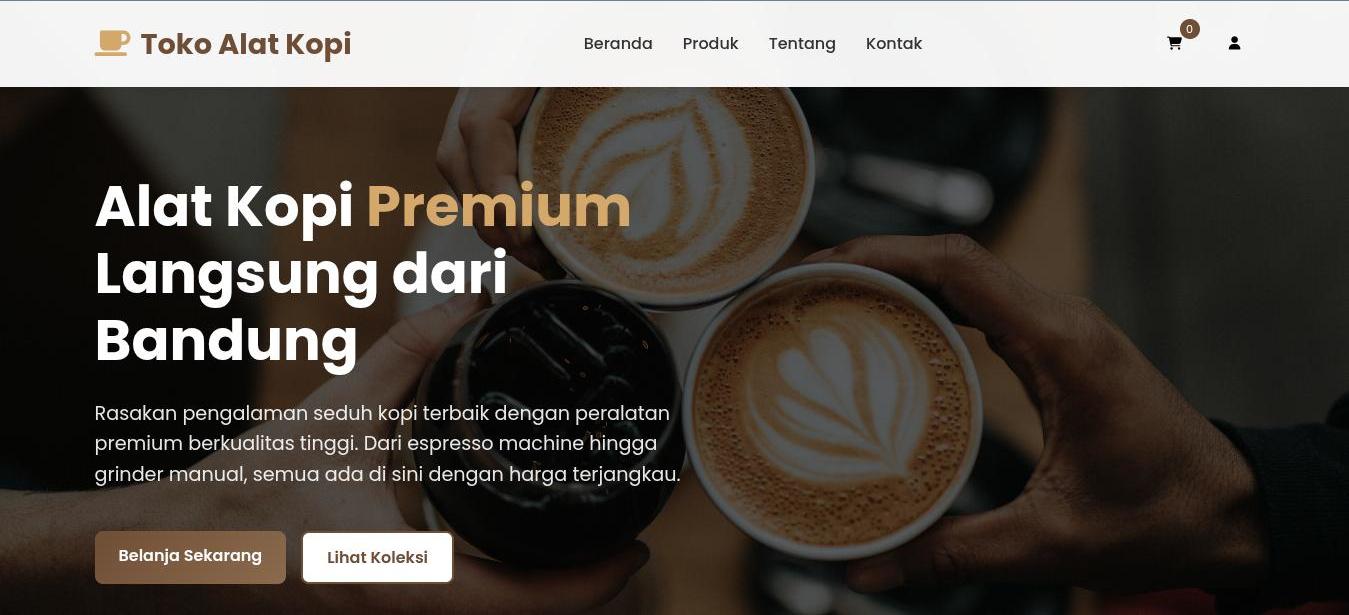 Toko Alat Kopi
Beranda Produk Tentang Kontak
0
Alat Kopi Premium
Langsung dari
Bandung
Rasakan pengalaman seduh kopi terbaik dengan peralatan
premium berkualitas tinggi. Dari espresso machine hingga
grinder manual, semua ada di sini dengan harga terjangkau.
Belanja Sekarang Lihat Koleksi